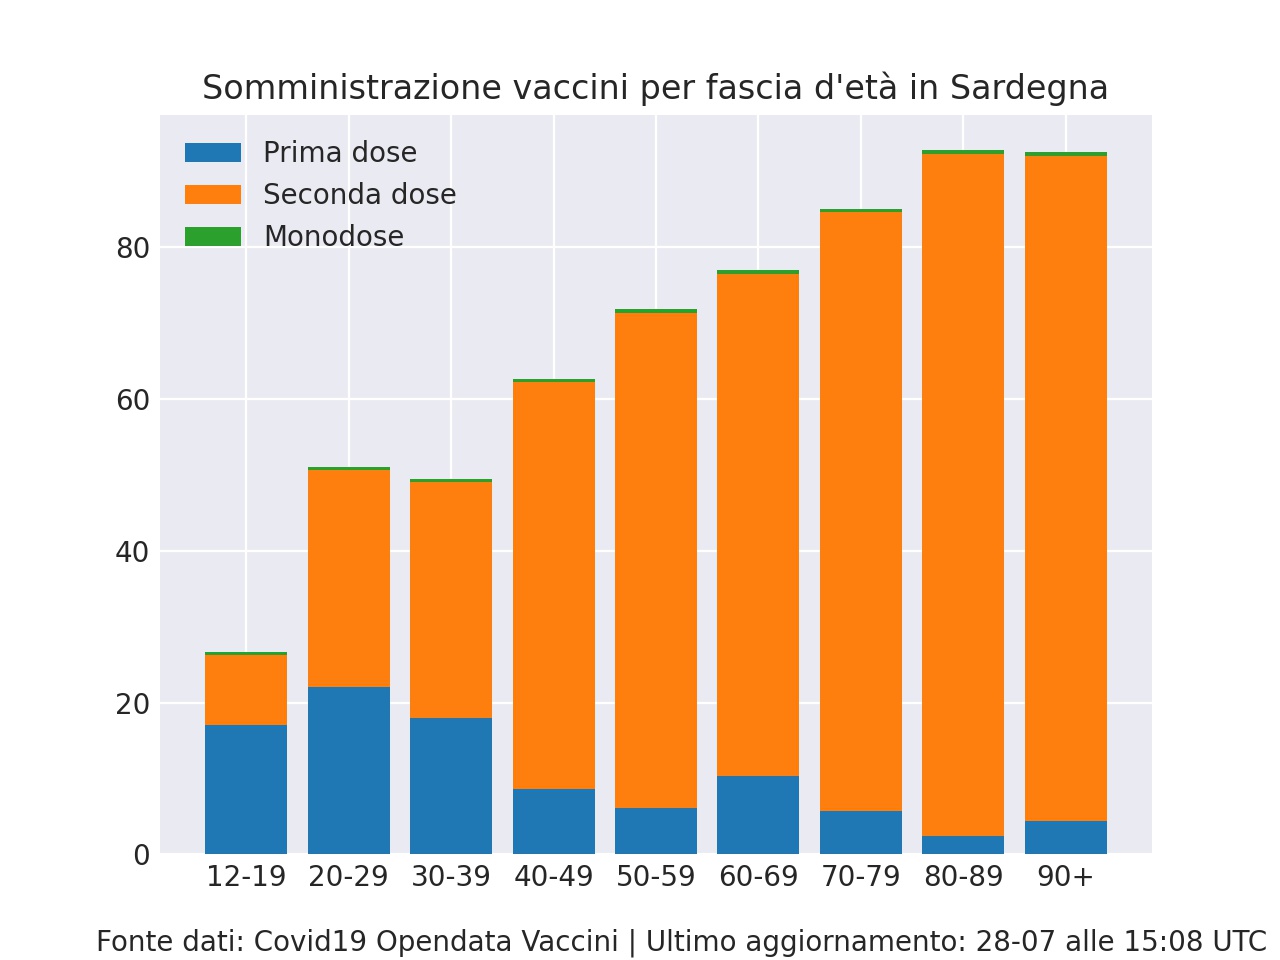 Somministrazione vaccini per fascia d'età in Sardegna
Prima dose
Seconda dose
Monodose
80
60
40
20
0
12-19 20-29 30-39 40-49 50-59 60-69 70-79 80-89 90+
Fonte dati: Covid19 Opendata Vaccini | Ultimo aggiornamento: 28-07 alle 15:08 UTC